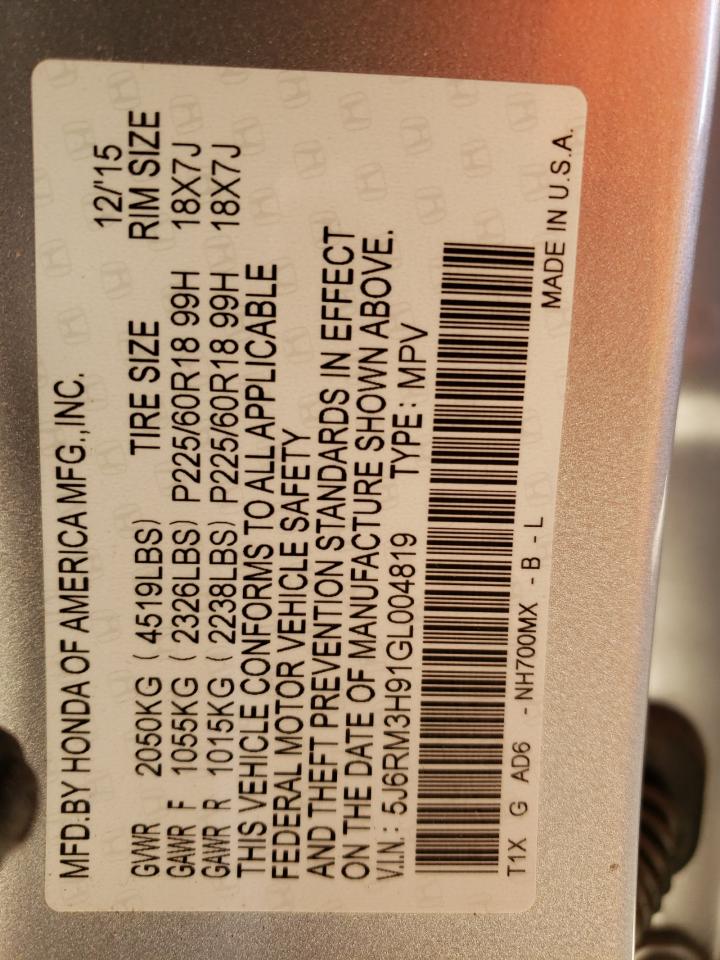 MFD.BY HONDA OF AMERICA MFG.,INC.
12/'15
GVWR 2050KG ( 4519LBS) TIRE SIZE RIM SIZE
GAWR F 1055KG ( 2326LBS) P225/60R18 99H 18X7J
GAWR R 1015KG ( 2238LBS) P225/60R18 99H 18X7J
THIS VEHICLE CONFORMS TO ALL APPLICABLE
FEDERAL MOTOR VEHICLE SAFETY
AND THEFT PREVENTION STANDARDS IN EFFECT
ON THE DATE OF MANUFACTURE SHOWN ABOVE.
V.I.N.: 5J6RM3H91GL004819 TYPE: MPV
T1X G AD6 - NH700MX - B - L MADE IN U.S.A.